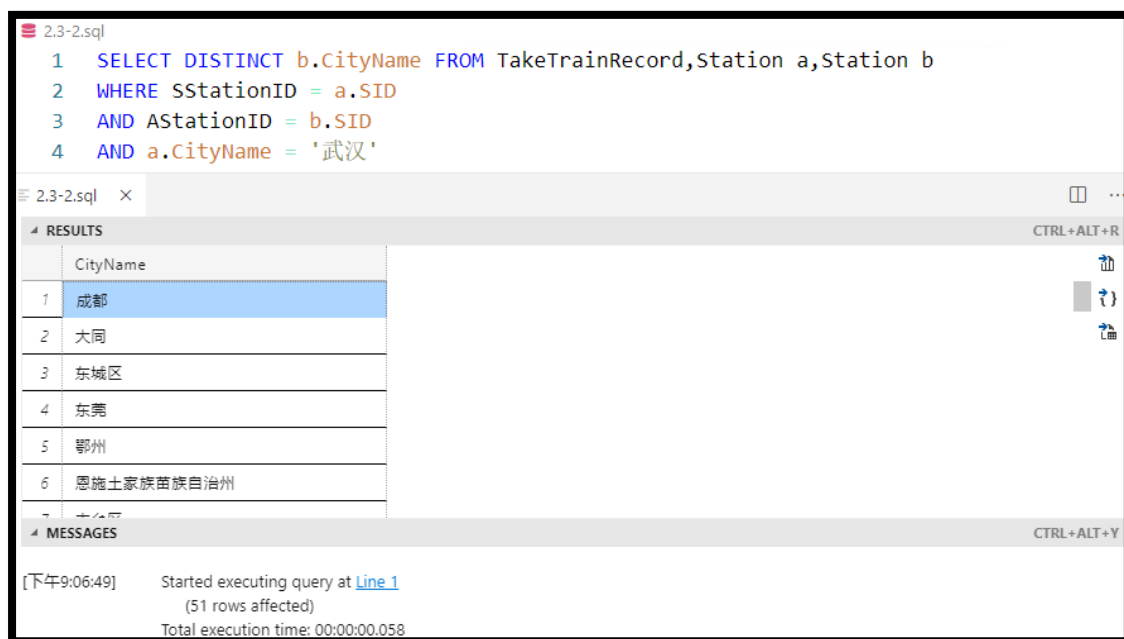 2.3-2.sql
1 SELECT DISTINCT b.CityName FROM TakeTrainRecord,Station a,Station b
2 WHERE SStationID = a.SID
3 AND AStationID = b.SID
4 AND a.CityName = '武汉'
2.3-2.sql
RESULTS CTRL+ALT+R
CityName
1 成都
2 大同
3 东城区
4 东莞
5 鄂州
6 恩施土家族苗族自治州
MESSAGES CTRL+ALT+Y
[下午9:06:49] Started executing query at Line 1
(51 rows affected)
Total execution time: 00:00:00.058